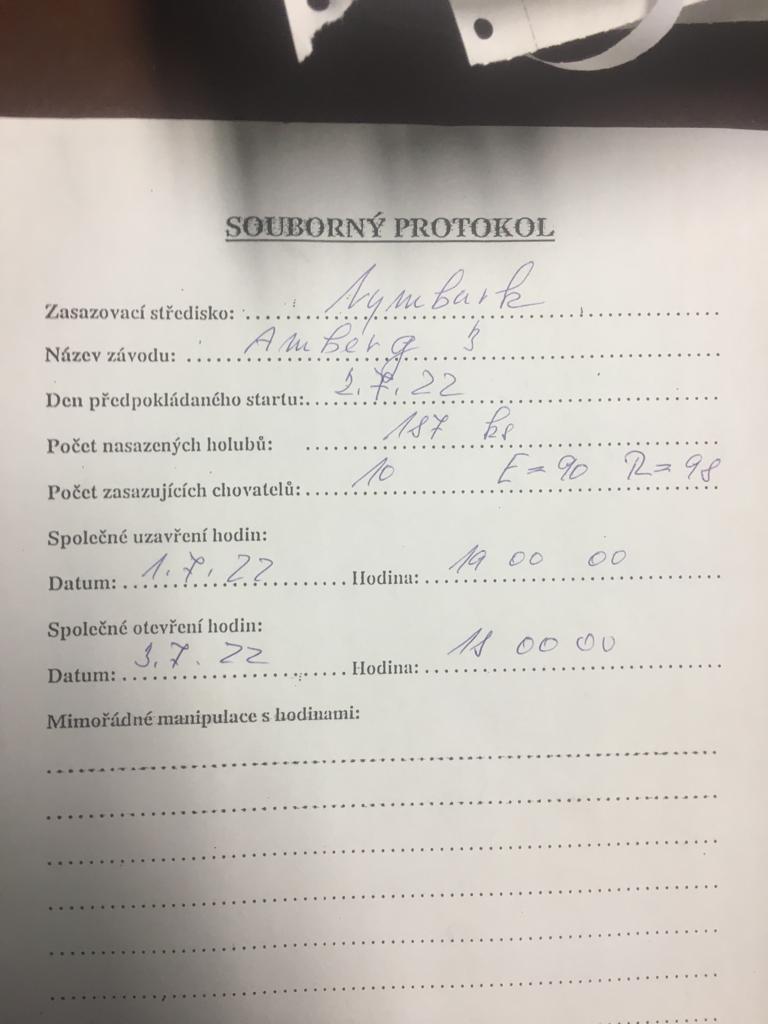 SOUBORNÝ PROTOKOL
Zasazovací středisko: Nymburk
Název závodu: Amberg 3
Den předpokládaného startu: 2.7.22
Počet nasazených holubů: 187 ks
Počet zasazujících chovatelů: 10 E = 90 R = 98
Společné uzavření hodin:
Datum: 1.7.22 Hodina: 19 00 00
Společné otevření hodin:
Datum: 3.7.22 Hodina: 18 00 00
Mimořádné manipulace s hodinami: